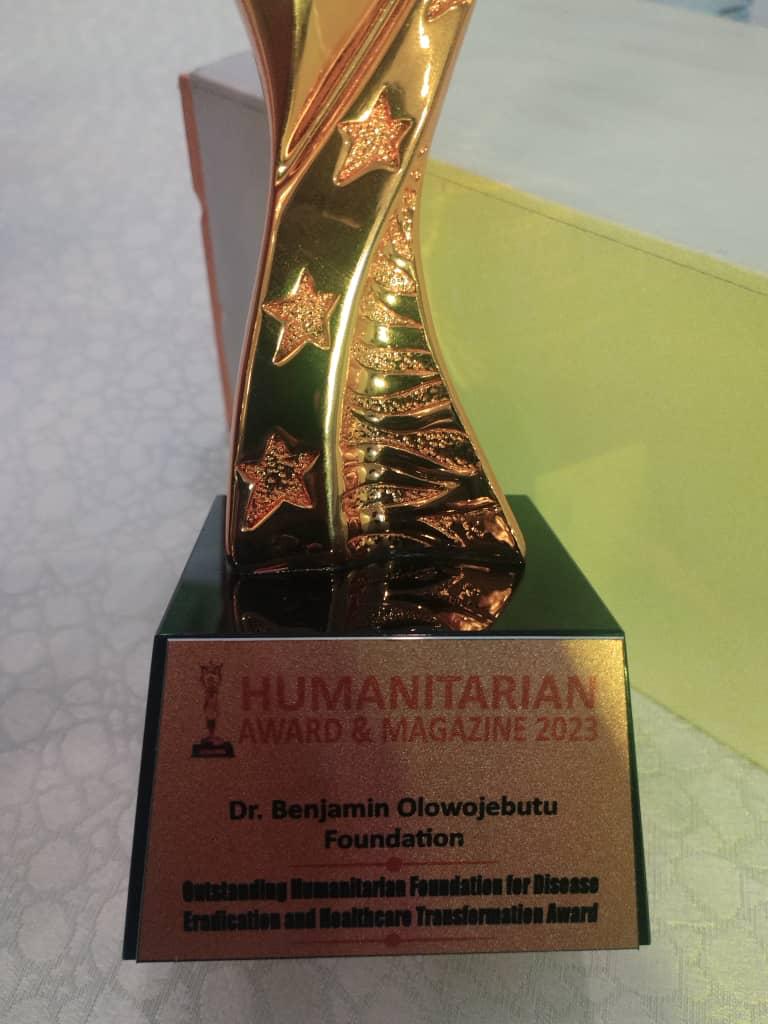 HUMANITARIAN
AWARD & MAGAZINE 2023
Dr. Benjamin Olowojebutu
Foundation
Outstanding Humanitarian Foundation for Disease
Eradication and Healthcare Transformation Award